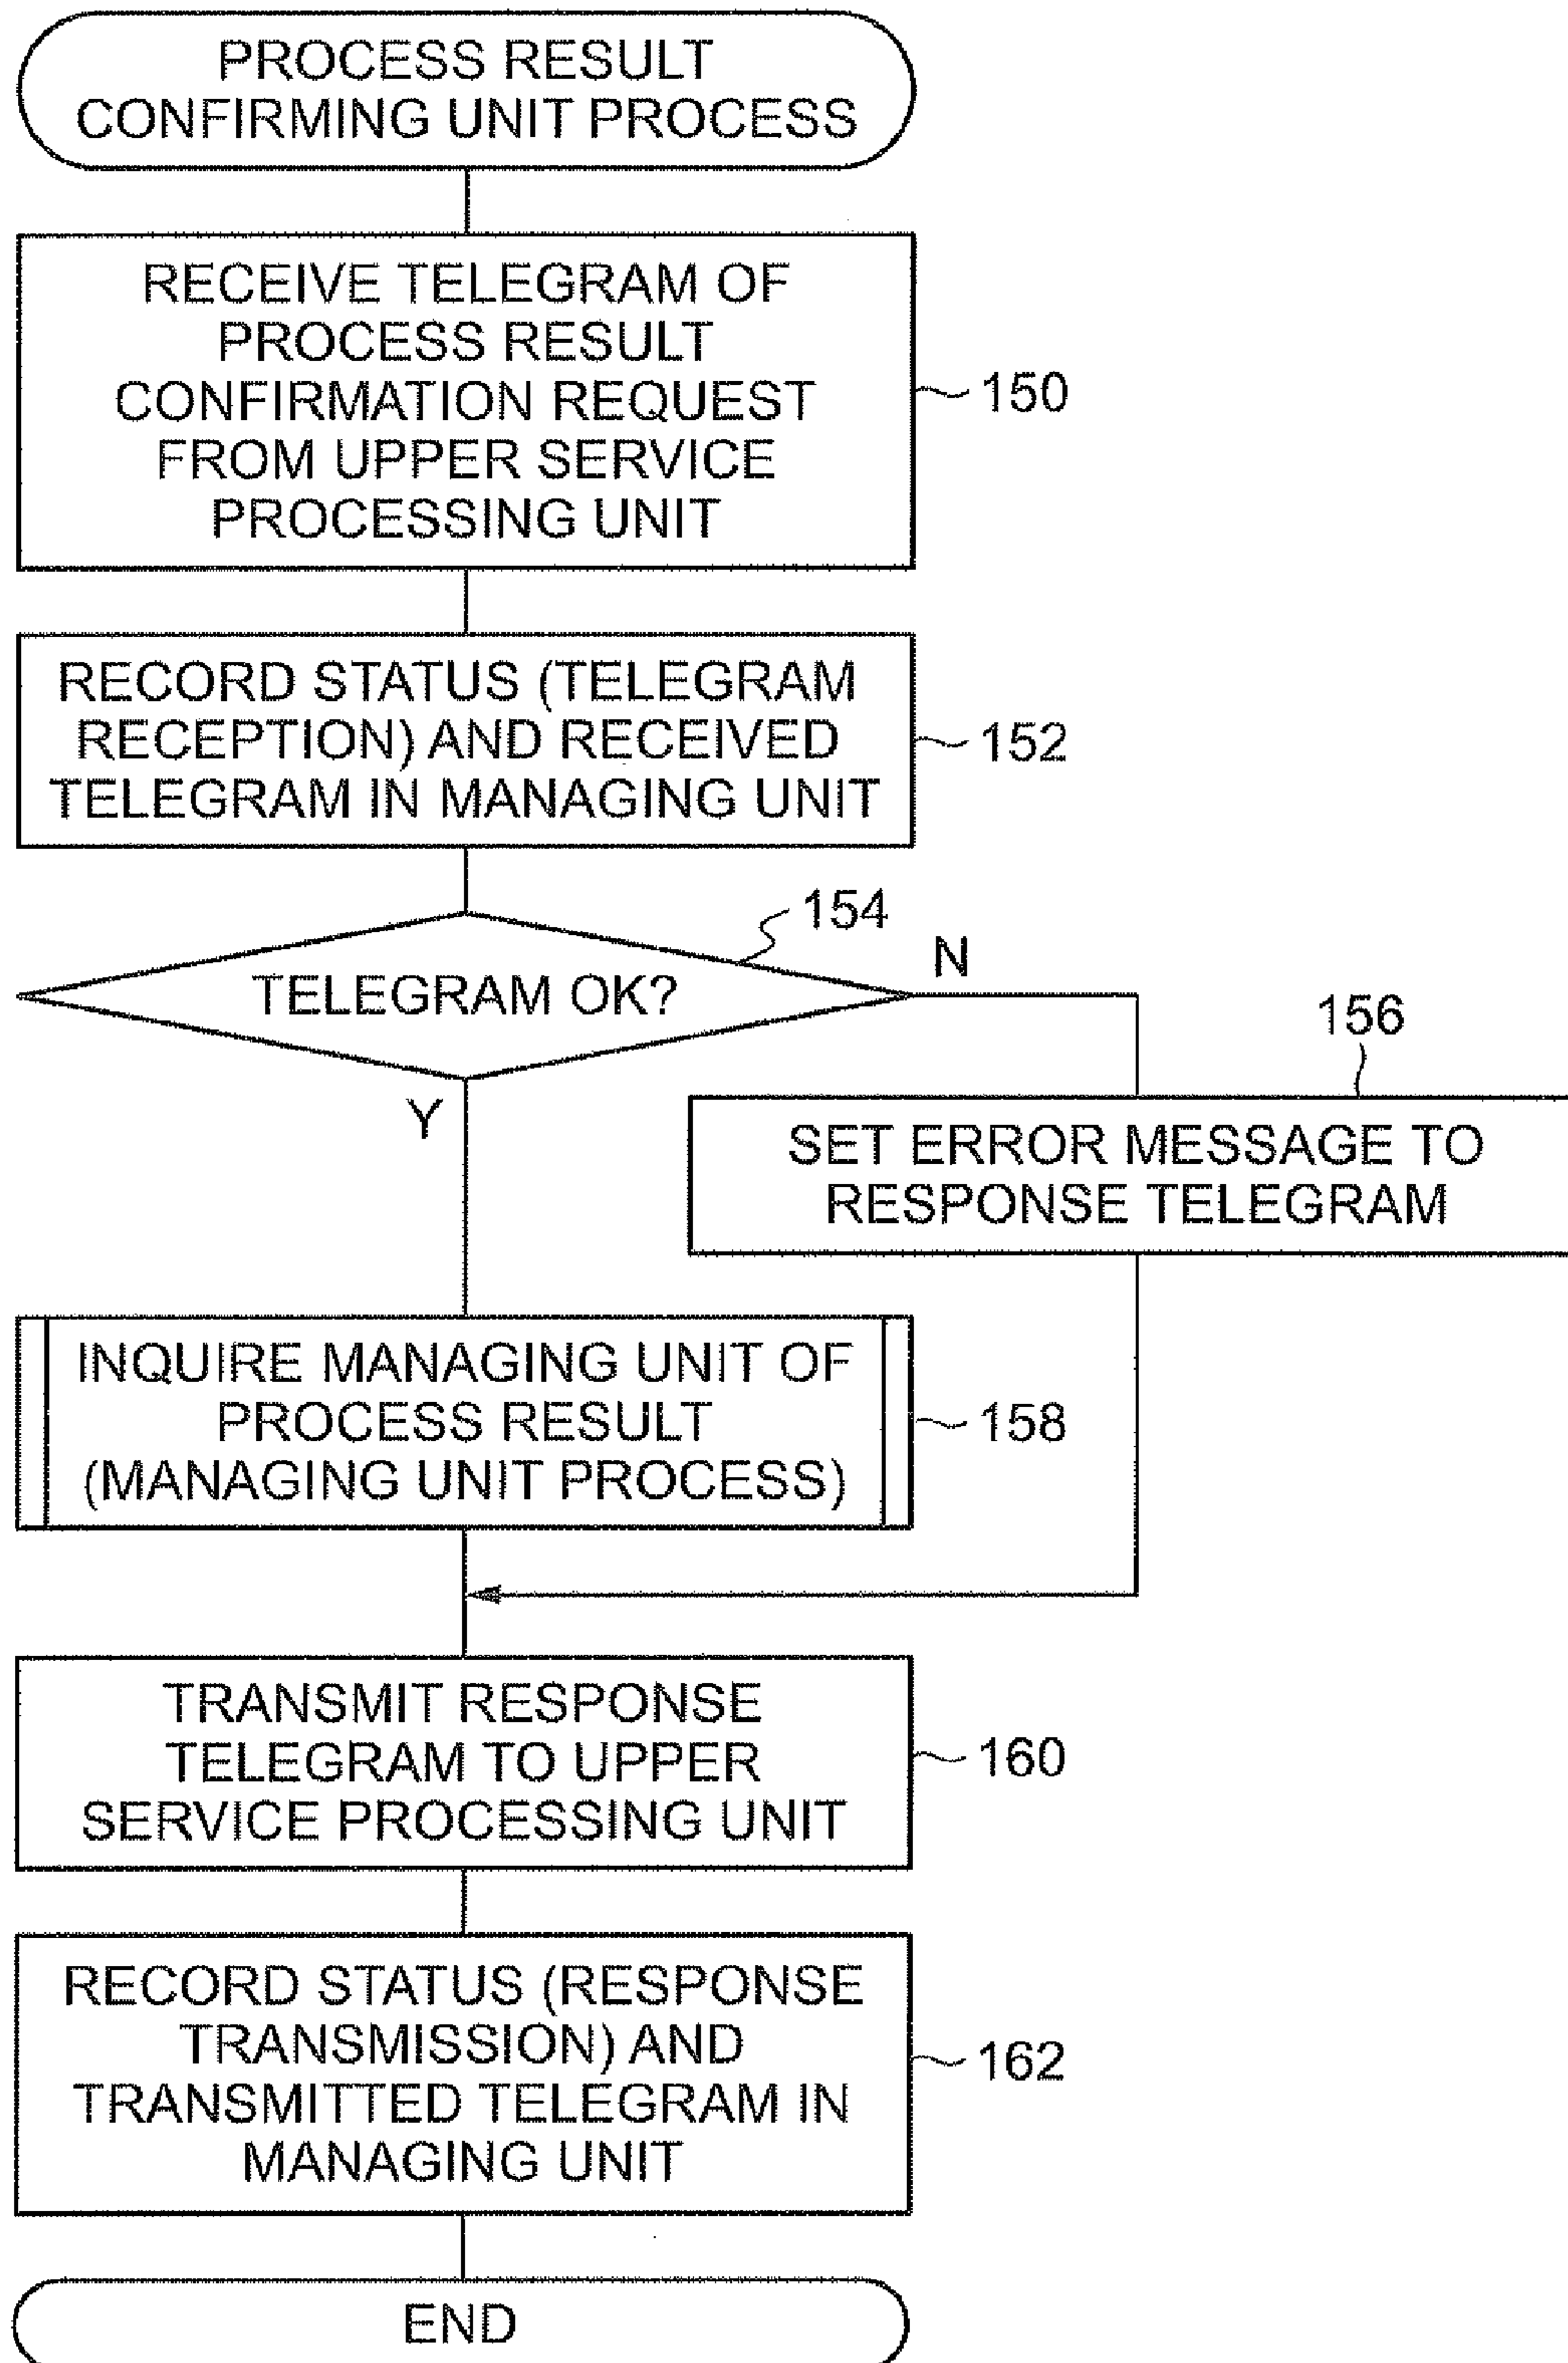 PROCESS RESULT
CONFIRMING UNIT PROCESS
RECEIVE TELEGRAM OF
PROCESS RESULT
CONFIRMATION REQUEST
FROM UPPER SERVICE
PROCESSING UNIT
150
RECORD STATUS (TELEGRAM
RECEPTION) AND RECEIVED
TELEGRAM IN MANAGING UNIT
152
154
TELEGRAM OK?
N
Y
156
SET ERROR MESSAGE TO
RESPONSE TELEGRAM
INQUIRE MANAGING UNIT OF
PROCESS RESULT
(MANAGING UNIT PROCESS)
158
TRANSMIT RESPONSE
TELEGRAM TO UPPER
SERVICE PROCESSING UNIT
160
RECORD STATUS (RESPONSE
TRANSMISSION) AND
TRANSMITTED TELEGRAM IN
MANAGING UNIT
162
END